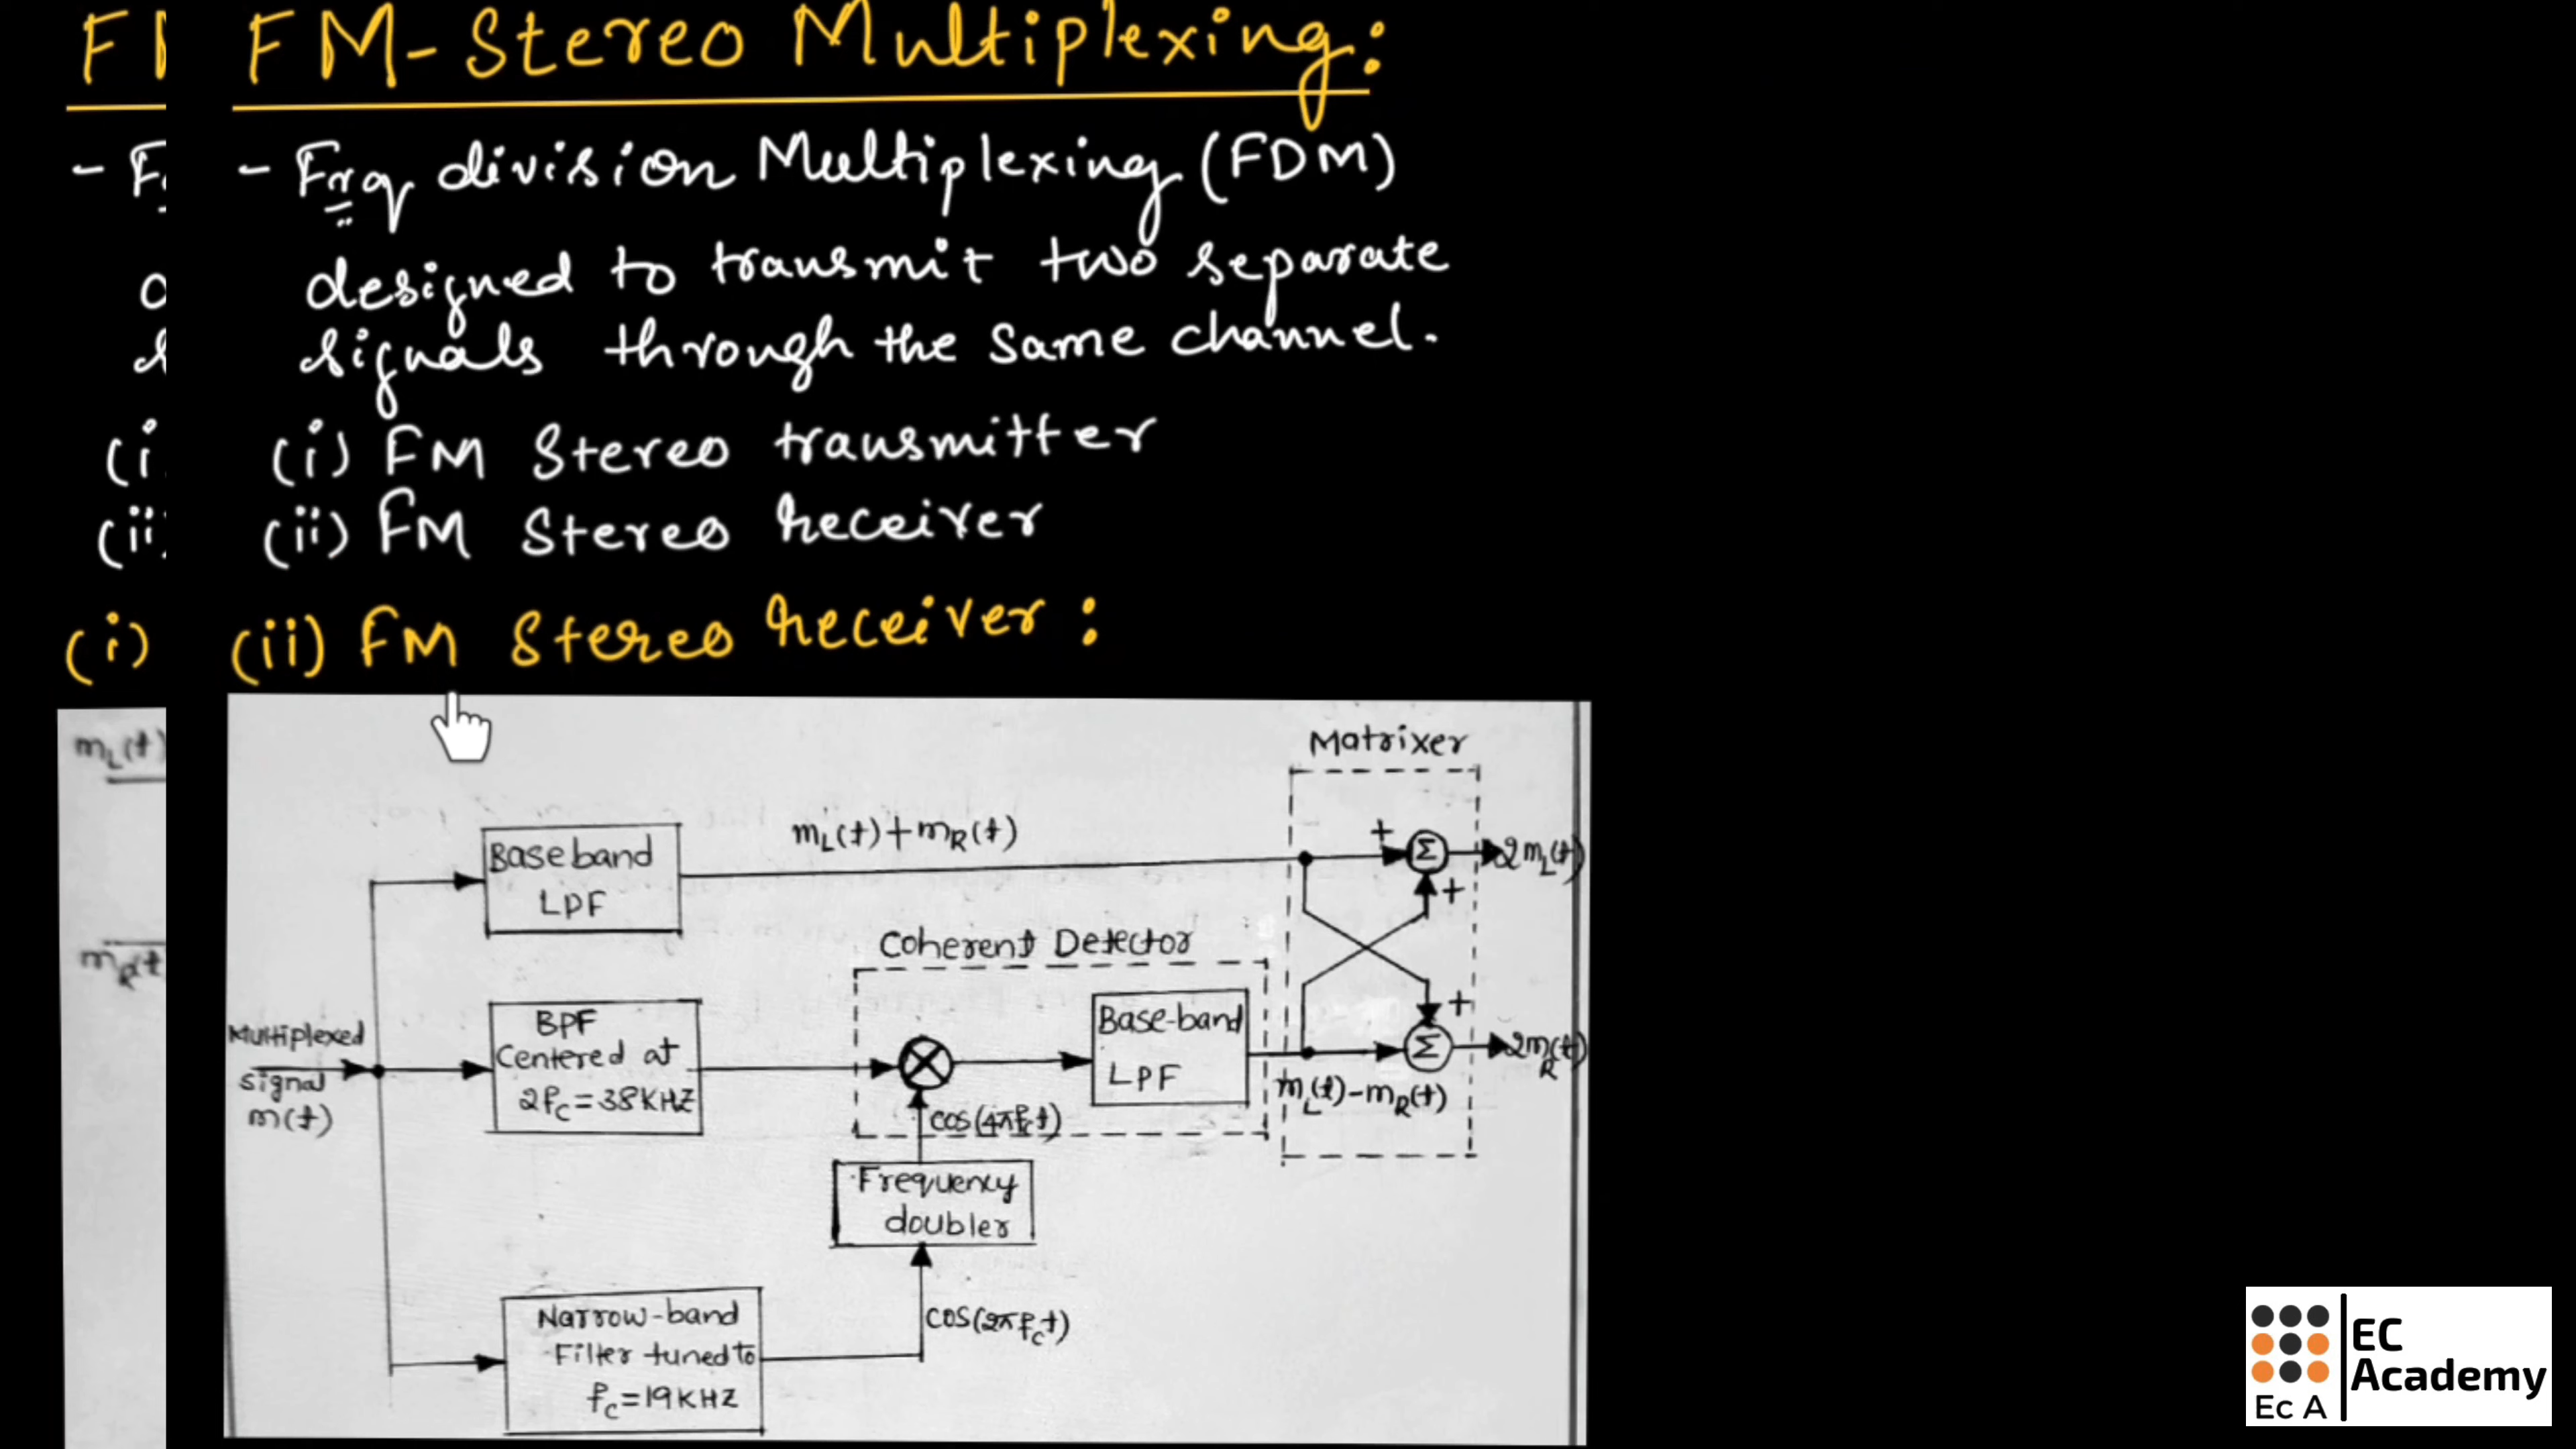 FM-Stereo Multiplexing:
- Frq division Multiplexing (FDM)
designed to transmit two separate
signals through the same channel.
(i) FM Stereo transmitter
(ii) FM Stereo receiver
(i) (ii) FM Stereo receiver:
mL(t)
mR(t
Matrixer
mL(t)+mR(t)
+
Σ
2mL(t)
Baseband
LPF
+
Coherent Detector
Multiplexed
signal
m(t)
BPF
Centered at
2fc=38KHZ
Base-band
LPF
+
Σ
2mR(t)
mL(t)-mR(t)
cos(4πfct)
Frequency
doubler
cos(2πfct)
Narrow-band
Filter tuned to
fc=19KHZ
EC
Academy
Ec A